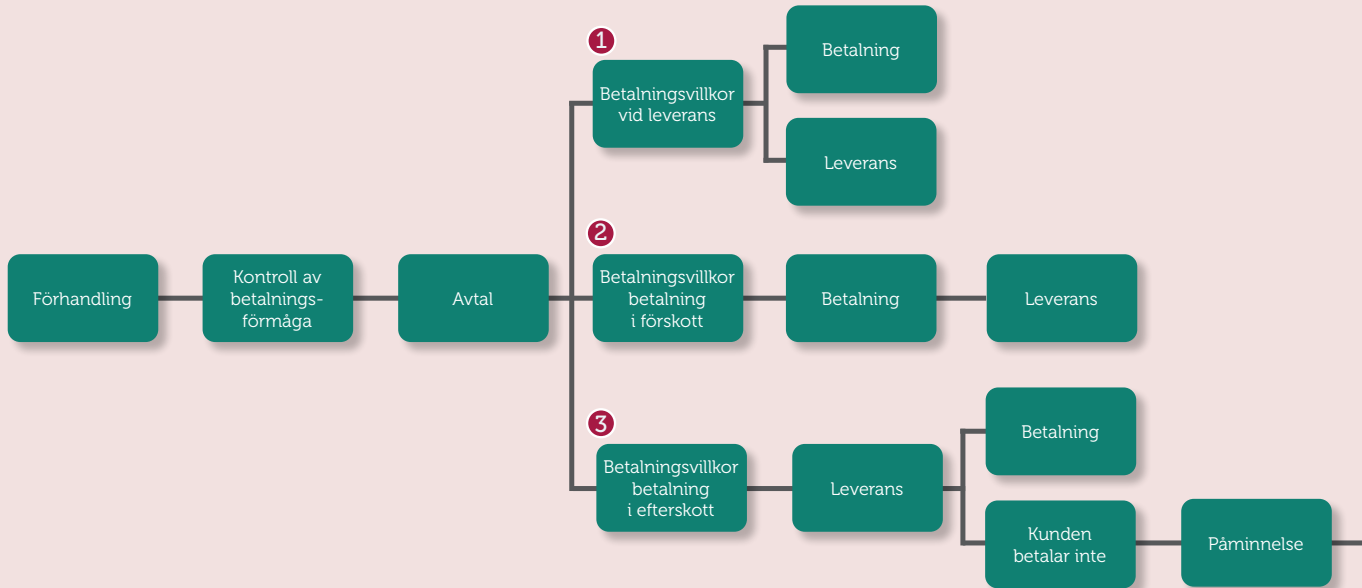 Förhandling
Kontroll av
betalnings-
förmåga
Avtal
1
Betalningsvillkor
vid leverans
Betalning
Leverans
2
Betalningsvillkor
betalning
i förskott
Betalning
Leverans
3
Betalningsvillkor
betalning
i efterskott
Leverans
Betalning
Kunden
betalar inte
Påminnelse